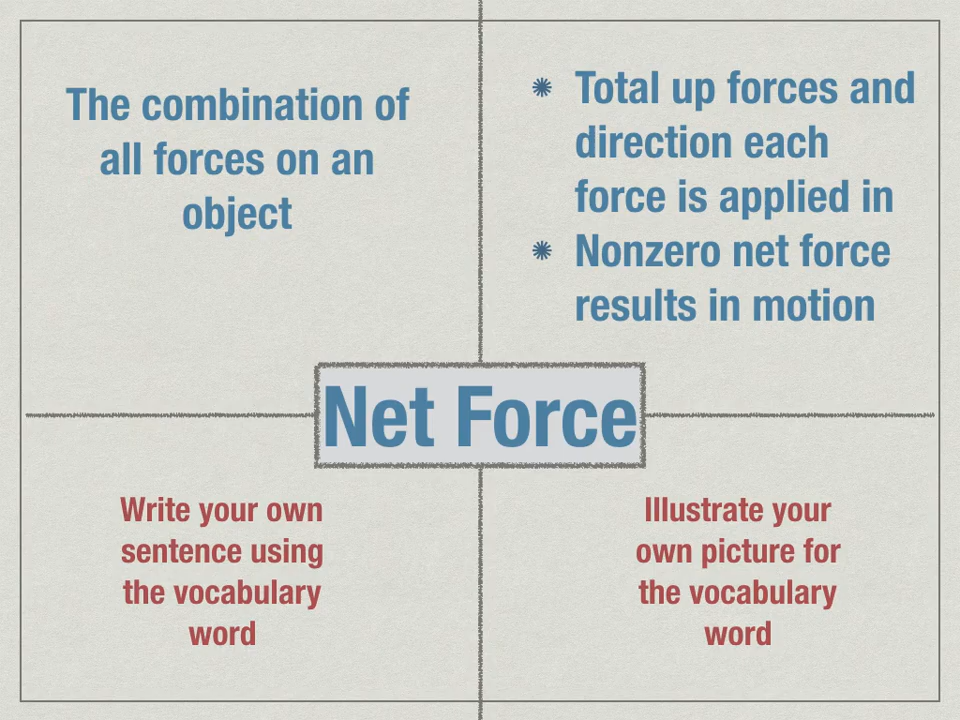 The combination of
all forces on an
object
Total up forces and
direction each
force is applied in
Nonzero net force
results in motion
Net Force
Write your own
sentence using
the vocabulary
word
Illustrate your
own picture for
the vocabulary
word